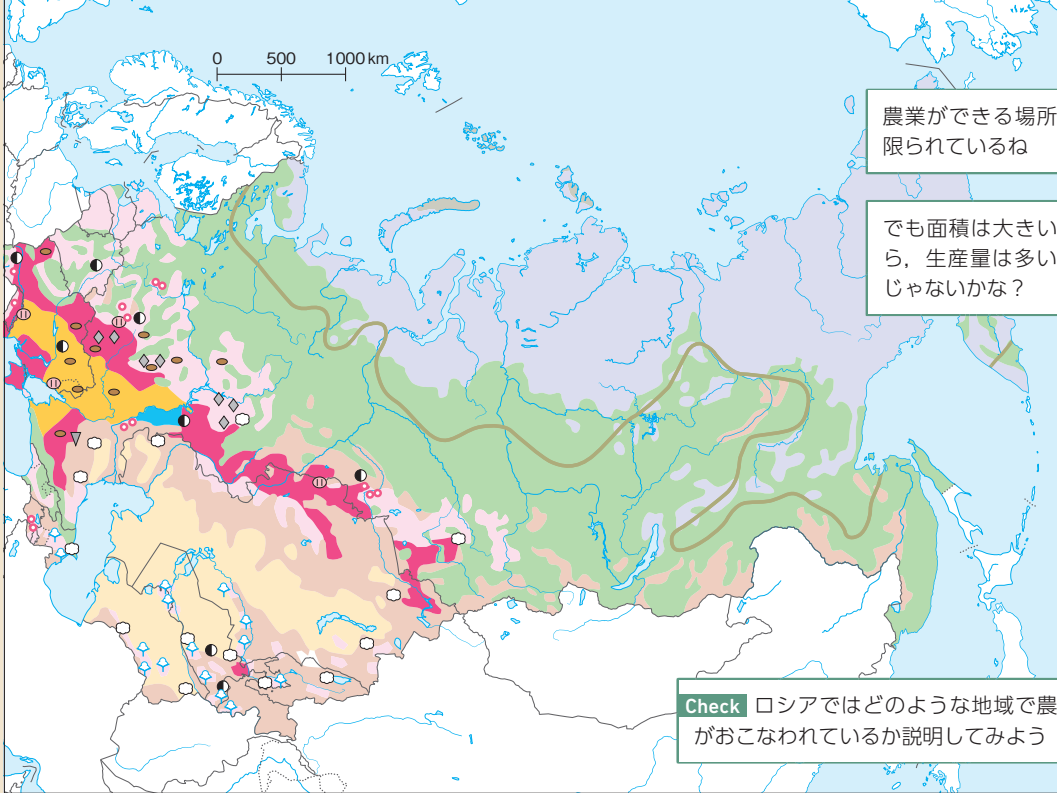 0 500 1000 km
農業ができる場所
限られているね
でも面積は大きい
ら，生産量は多い
じゃないかな？
Check ロシアではどのような地域で農
がおこなわれているか説明してみよう